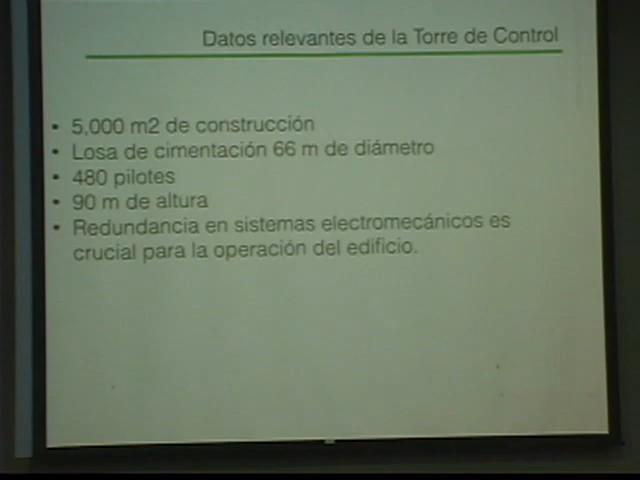 Datos relevantes de la Torre de Control
• 5,000 m2 de construcción
• Losa de cimentación 66 m de diámetro
• 480 pilotes
• 90 m de altura
• Redundancia en sistemas electromecánicos es
crucial para la operación del edificio.